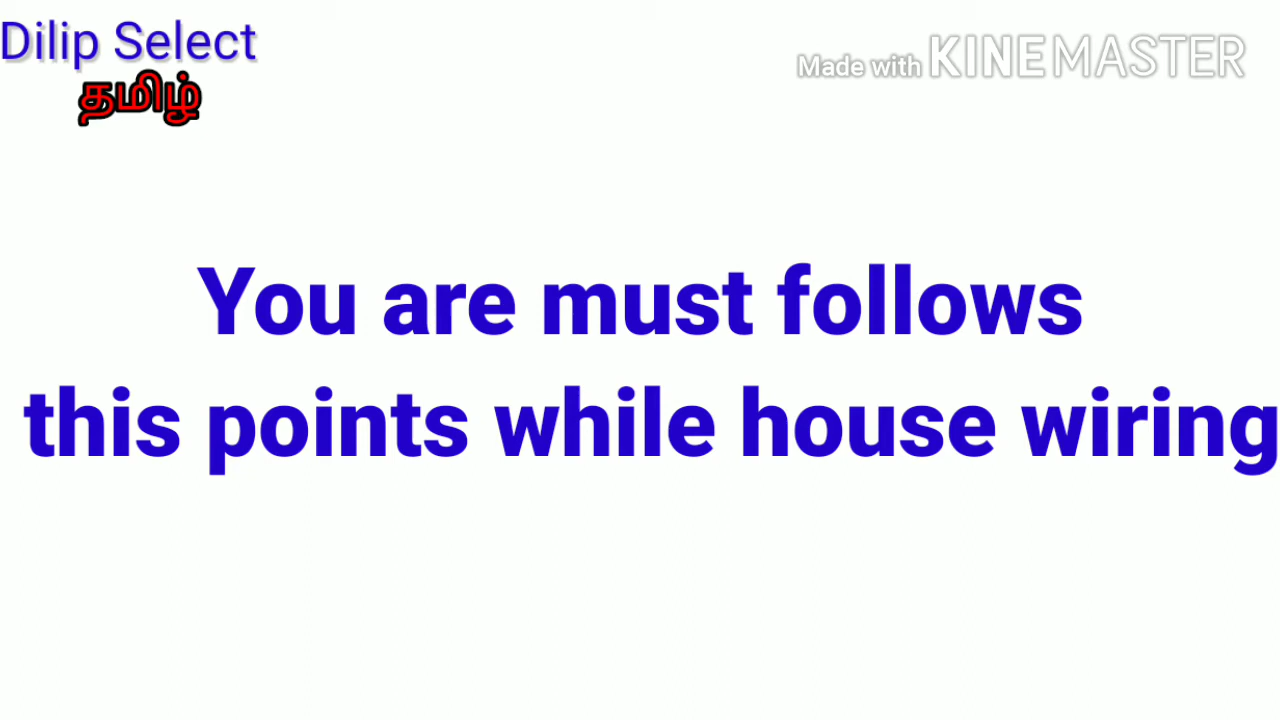 Dilip Select
தமிழ்
Made with KINEMASTER
You are must follows
this points while house wiring